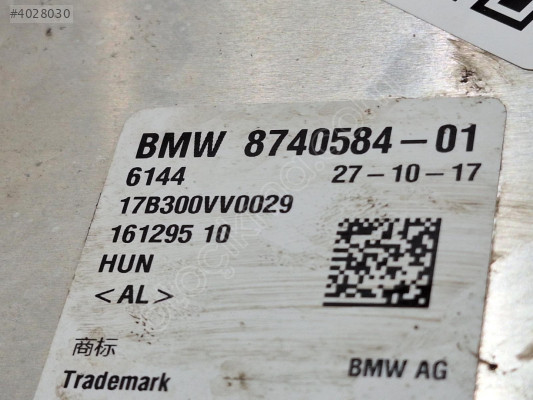 #4028030
BMW 8740584-01
6144 27-10-17
17B300VV0029
161295 10
HUN
<AL>
商标
Trademark BMW AG